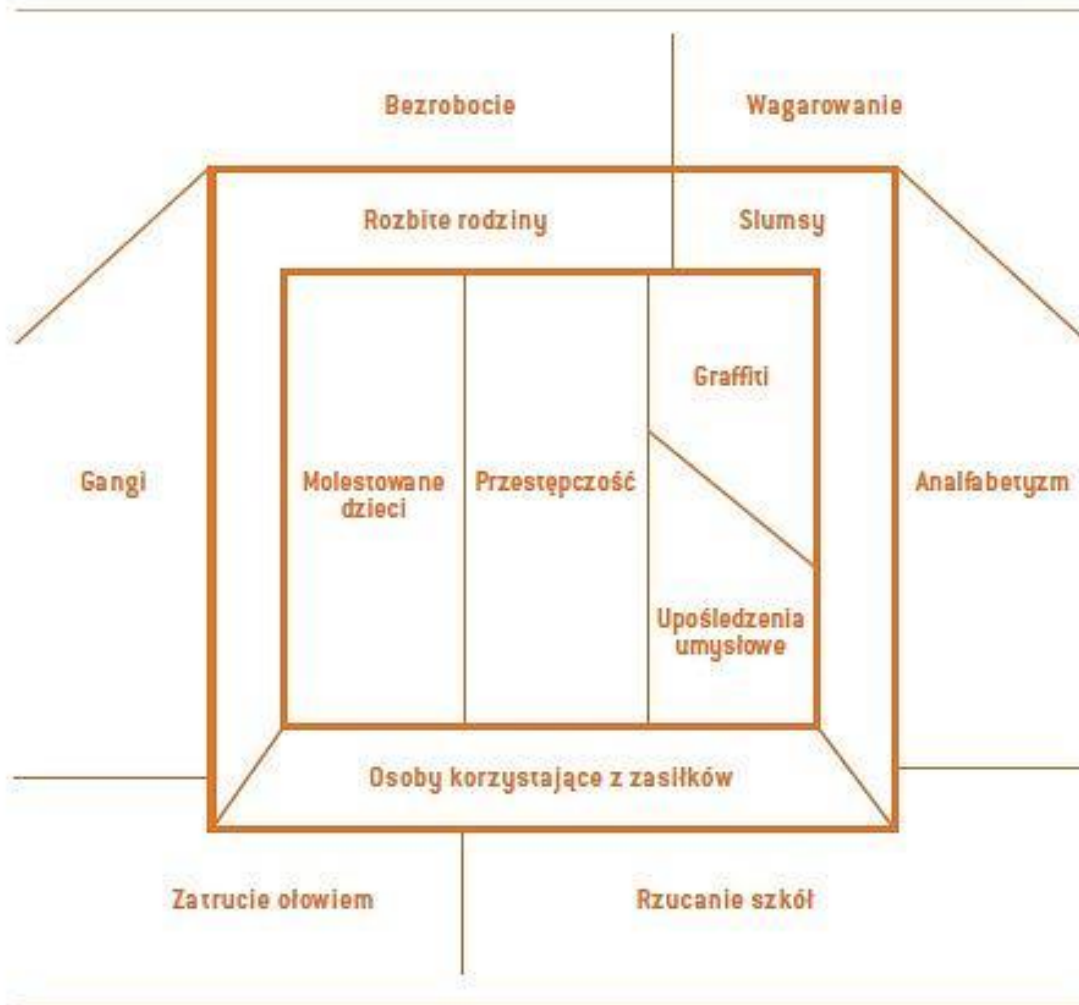 Bezrobocie
Wagarowanie
Rozbite rodziny
Slumsy
Graffiti
Gangi
Molestowane
dzieci
Przestępczość
Analfabetyzm
Upośledzenia
umysłowe
Osoby korzystające z zasiłków
Zatrucie ołowiem
Rzucanie szkół